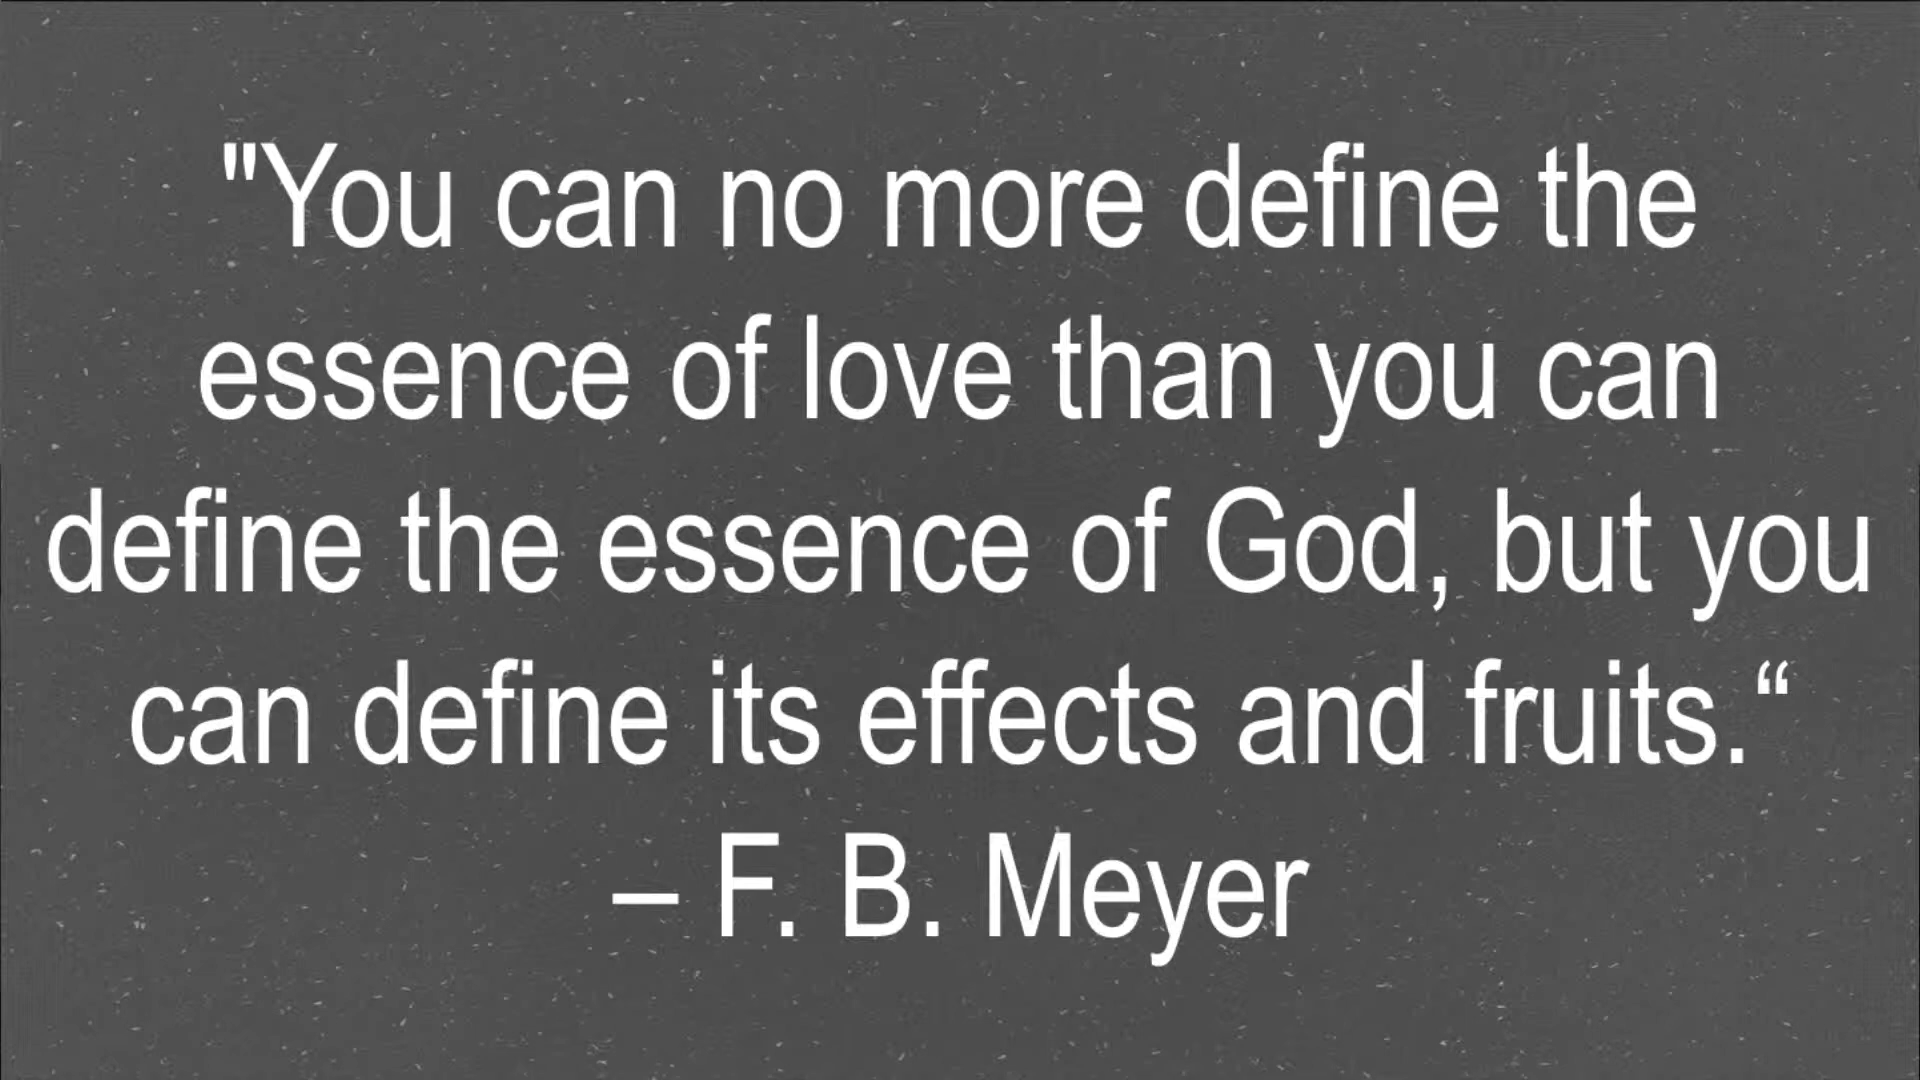 "You can no more define the
essence of love than you can
define the essence of God, but you
can define its effects and fruits.“
– F. B. Meyer